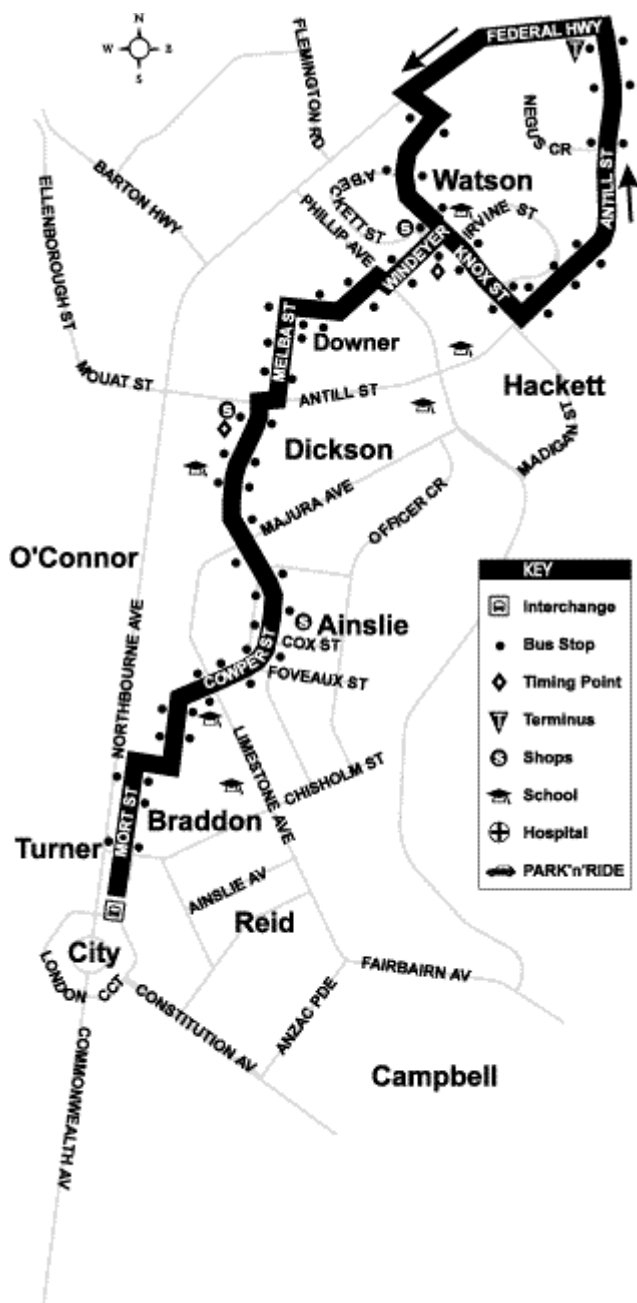 N
W E
S
FEDERAL HWY
T
FLEMINGTON RD
NEGUS CR
BARTON HWY
ANTILL ST
ELLENBOROUGH ST
Watson
A'BEC
KETT ST
S
IRVINE ST
PHILLIP AVE
WINDEYER
KNOX ST
MELBA ST
Downer
MOUAT ST
ANTILL ST
Hackett
S
MADIGAN ST
Dickson
MAJURA AVE
OFFICER CR
O'Connor
S
Ainslie
COX ST
COWPER ST
FOVEAUX ST
NORTHBOURNE AVE
LIMESTONE AVE
CHISHOLM ST
MORT ST
Braddon
Turner
AINSLIE AV
Reid
City
LONDON CCT
FAIRBAIRN AV
CONSTITUTION AV
ANZAC PDE
Campbell
COMMONWEALTH AV
KEY
Interchange
Bus Stop
Timing Point
T Terminus
S Shops
School
Hospital
PARK'n'RIDE